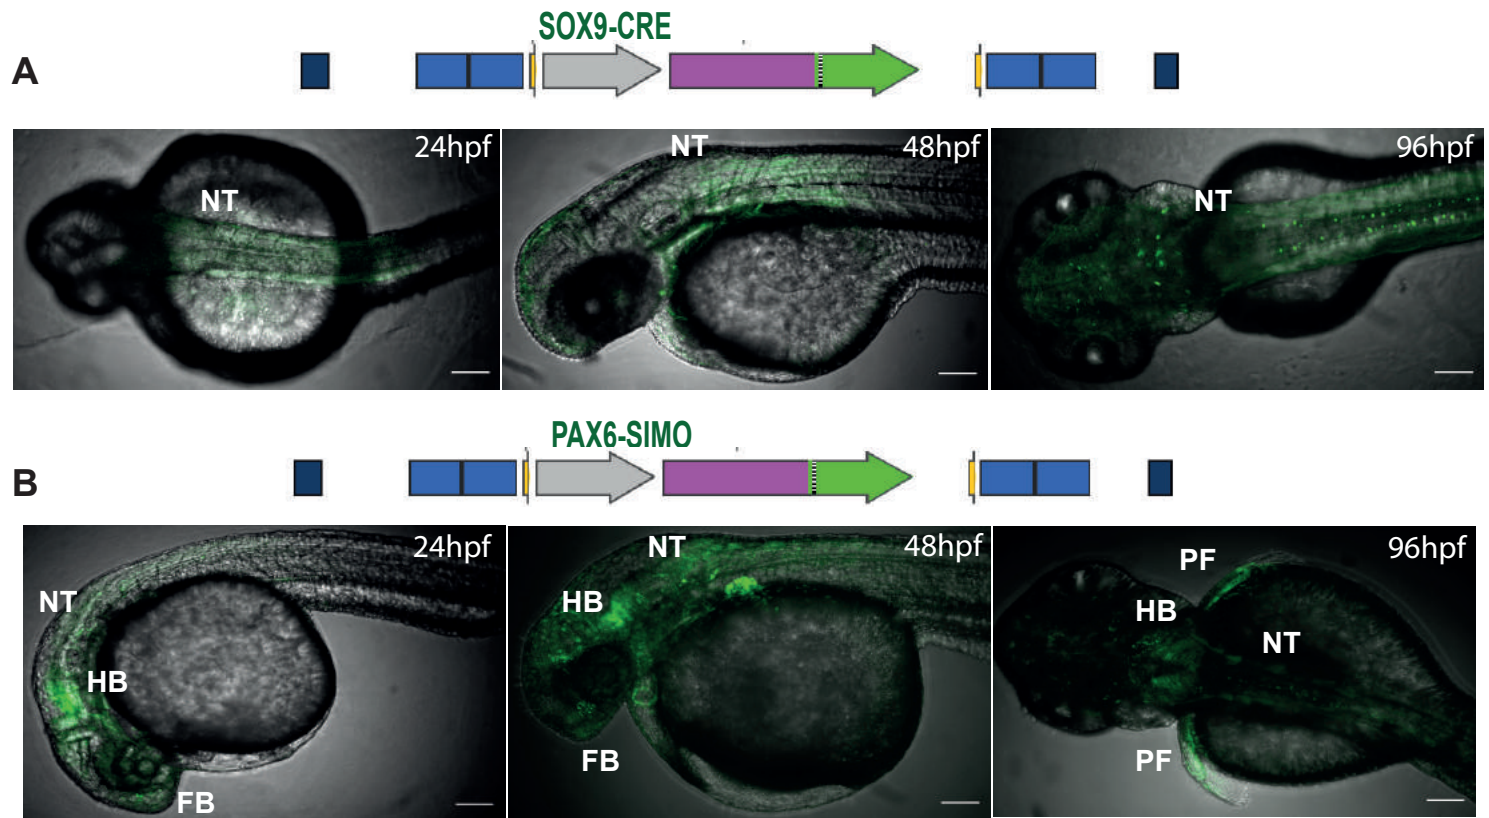 SOX9-CRE
A
24hpf
NT
48hpf
NT
96hpf
NT
PAX6-SIMO
B
24hpf
NT
HB
FB
48hpf
NT
HB
FB
96hpf
PF
HB
NT
PF